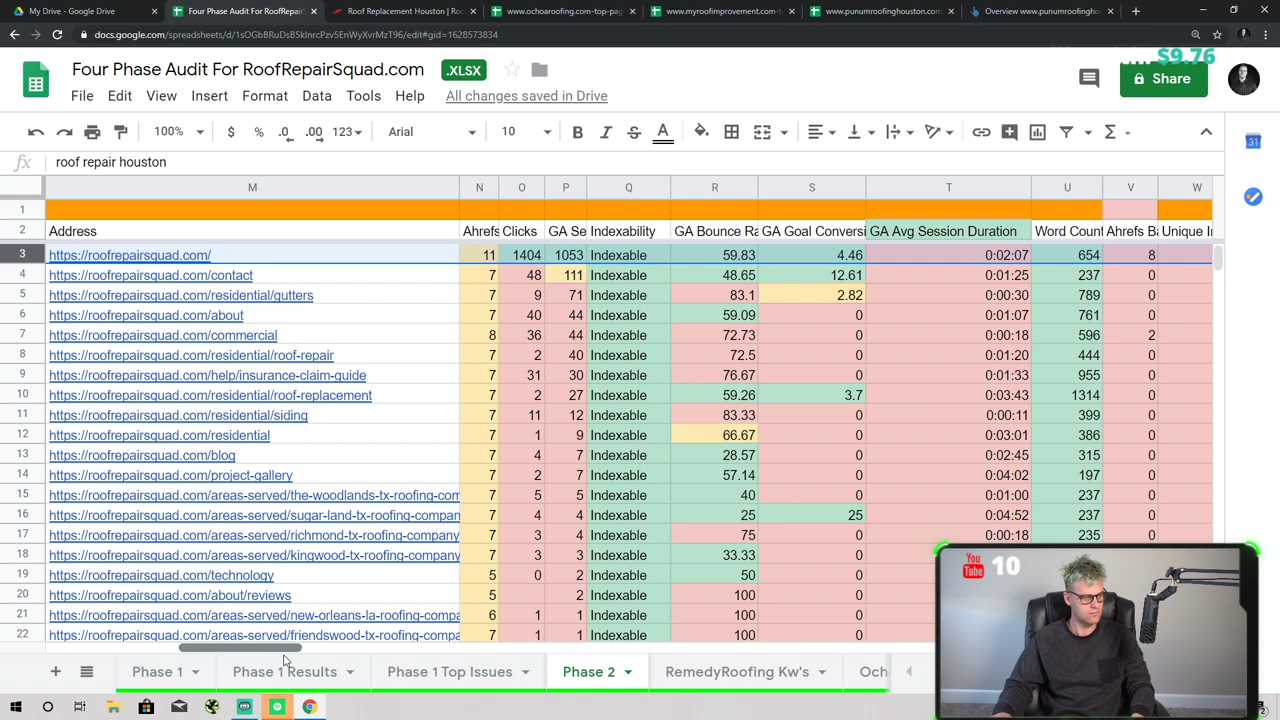 My Drive - Google Drive
Four Phase Audit For RoofRepair
Roof Replacement Houston | Roo
www.ochoaroofing.com-top-pag
www.myroofimprovement.com-t
www.punumroofinghouston.com
Overview www.punumroofingho
docs.google.com/spreadsheets/d/
/edit#gid=1628573834
Four Phase Audit For RoofRepairSquad.com .XLSX
$9.76
Share
File Edit View Insert Format Data Tools Help All changes saved in Drive
100% $ % .0 .00 123 Arial 10 B I S A Σ
31
fx roof repair houston
M N O P Q R S T U V W
1
2 Address Ahrefs Clicks GA Se Indexability GA Bounce Ra GA Goal Conversi GA Avg Session Duration Word Count Ahrefs Ba Unique In
3 https://roofrepairsquad.com/ 11 1404 1053 Indexable 59.83 4.46 0:02:07 654 8
4 https://roofrepairsquad.com/contact 7 48 111 Indexable 48.65 12.61 0:01:25 237 0
5 https://roofrepairsquad.com/residential/gutters 7 9 71 Indexable 83.1 2.82 0:00:30 789 0
6 https://roofrepairsquad.com/about 7 40 44 Indexable 59.09 0 0:01:07 761 0
7 https://roofrepairsquad.com/commercial 8 36 44 Indexable 72.73 0 0:00:18 596 2
8 https://roofrepairsquad.com/residential/roof-repair 7 2 40 Indexable 72.5 0 0:01:20 444 0
9 https://roofrepairsquad.com/help/insurance-claim-guide 7 31 30 Indexable 76.67 0 0:01:33 955 0
10 https://roofrepairsquad.com/residential/roof-replacement 7 2 27 Indexable 59.26 3.7 0:03:43 1314 0
11 https://roofrepairsquad.com/residential/siding 7 11 12 Indexable 83.33 0 0:00:11 399 0
12 https://roofrepairsquad.com/residential 7 1 9 Indexable 66.67 0 0:03:01 386 0
13 https://roofrepairsquad.com/blog 7 4 7 Indexable 28.57 0 0:02:45 315 0
14 https://roofrepairsquad.com/project-gallery 7 2 7 Indexable 57.14 0 0:04:02 197 0
15 https://roofrepairsquad.com/areas-served/the-woodlands-tx-roofing-com 7 5 5 Indexable 40 0 0:01:00 237 0
16 https://roofrepairsquad.com/areas-served/sugar-land-tx-roofing-compan 7 4 4 Indexable 25 25 0:04:52 237 0
17 https://roofrepairsquad.com/areas-served/richmond-tx-roofing-company 7 3 4 Indexable 75 0 0:00:18 235 0
18 https://roofrepairsquad.com/areas-served/kingwood-tx-roofing-company 7 3 3 Indexable 33.33 0
19 https://roofrepairsquad.com/technology 5 0 2 Indexable 50 0
20 https://roofrepairsquad.com/about/reviews 5 2 Indexable 100 0
21 https://roofrepairsquad.com/areas-served/new-orleans-la-roofing-compa 6 1 1 Indexable 100 0
22 https://roofrepairsquad.com/areas-served/friendswood-tx-roofing-compa 7 1 1 Indexable 100 0
You Tube 10
Phase 1 Phase 1 Results Phase 1 Top Issues Phase 2 RemedyRoofing Kw's Och